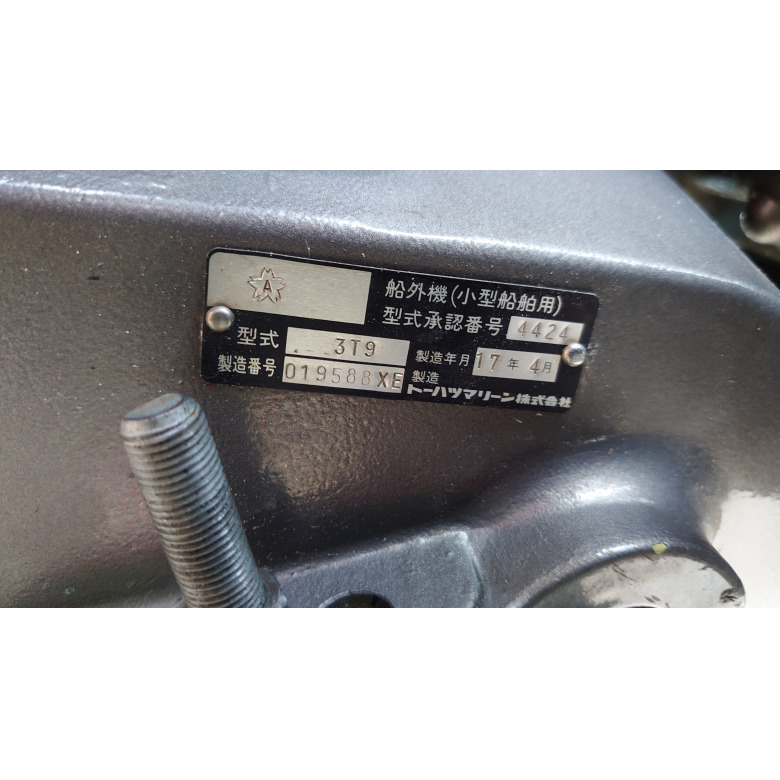 A
船外機(小型船舶用)
型式承認番号 4424
型式 3T9
製造年月 17年 4月
製造番号 019588XE
製造
トーハツマリーン株式会社